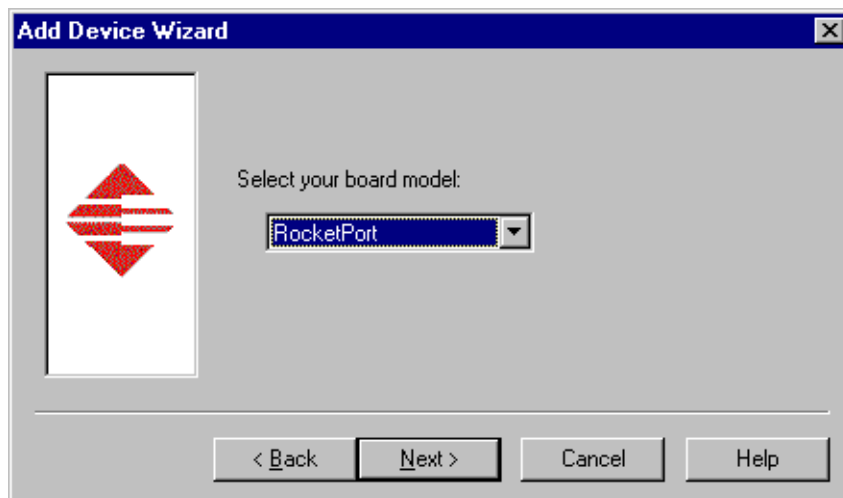 Add Device Wizard
Select your board model:
RocketPort
< Back Next > Cancel Help